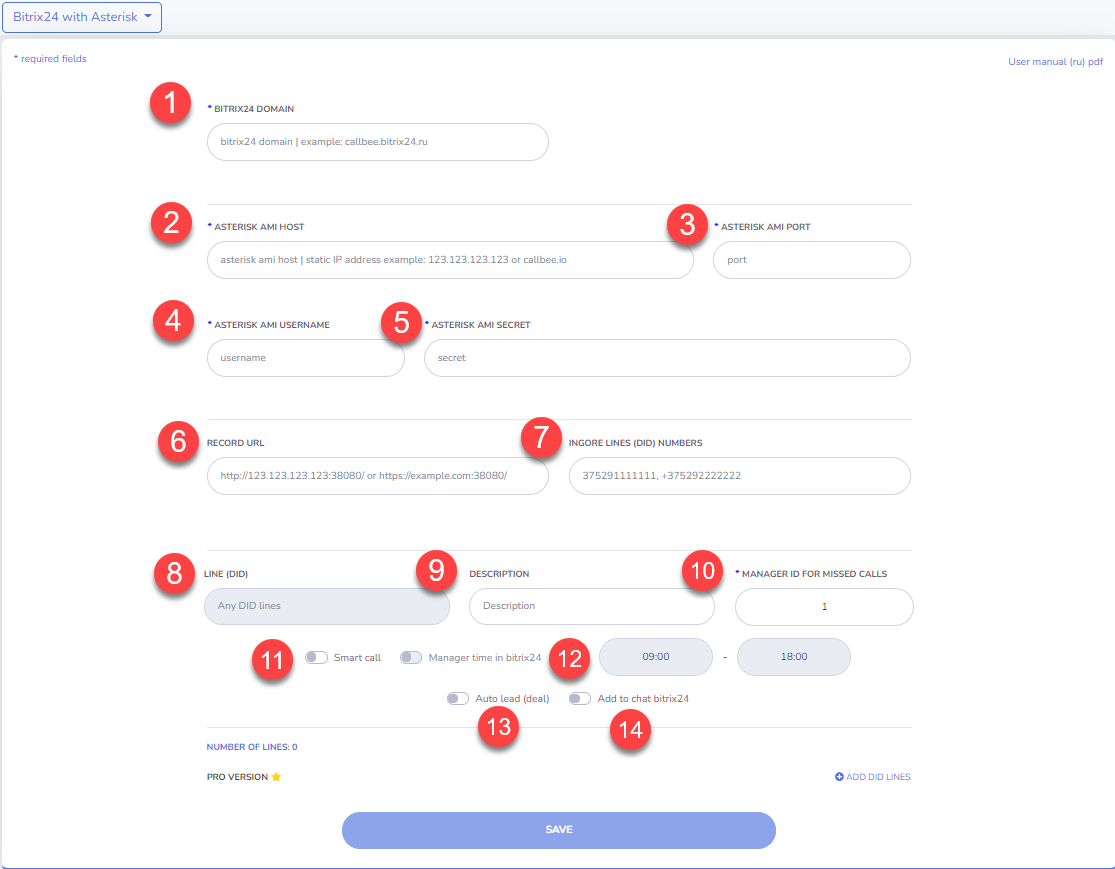 Bitrix24 with Asterisk
* required fields
User manual (ru) pdf
1
* BITRIX24 DOMAIN
bitrix24 domain | example: callbee.bitrix24.ru
2 * ASTERISK AMI HOST 3 * ASTERISK AMI PORT
asterisk ami host | static IP address example: 123.123.123.123 or callbee.io port
4 * ASTERISK AMI USERNAME 5 * ASTERISK AMI SECRET
username secret
6 RECORD URL 7 INGORE LINES (DID) NUMBERS
http://123.123.123.123:38080/ or https://example.com:38080/ 375291111111, +375292222222
8 LINE (DID) 9 DESCRIPTION 10 * MANAGER ID FOR MISSED CALLS
Any DID lines Description 1
11 Smart call Manager time in bitrix24 12 09:00 - 18:00
Auto lead (deal) Add to chat bitrix24
13 14
NUMBER OF LINES: 0
PRO VERSION ADD DID LINES
SAVE